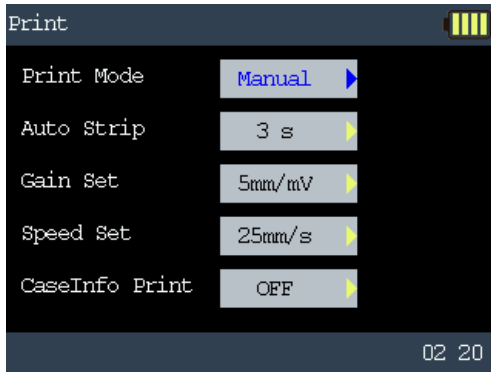 Print
Print Mode Manual
Auto Strip 3 s
Gain Set 5mm/mV
Speed Set 25mm/s
CaseInfo Print OFF
02 20